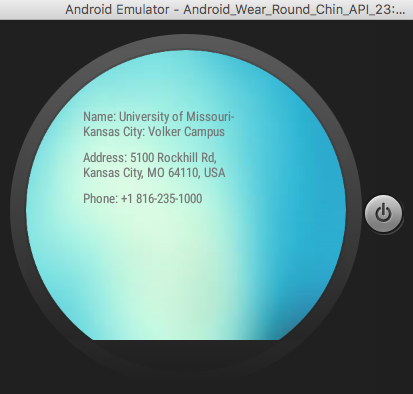 Android Emulator - Android_Wear_Round_Chin_API_23:...
Name: University of Missouri-
Kansas City: Volker Campus
Address: 5100 Rockhill Rd,
Kansas City, MO 64110, USA
Phone: +1 816-235-1000